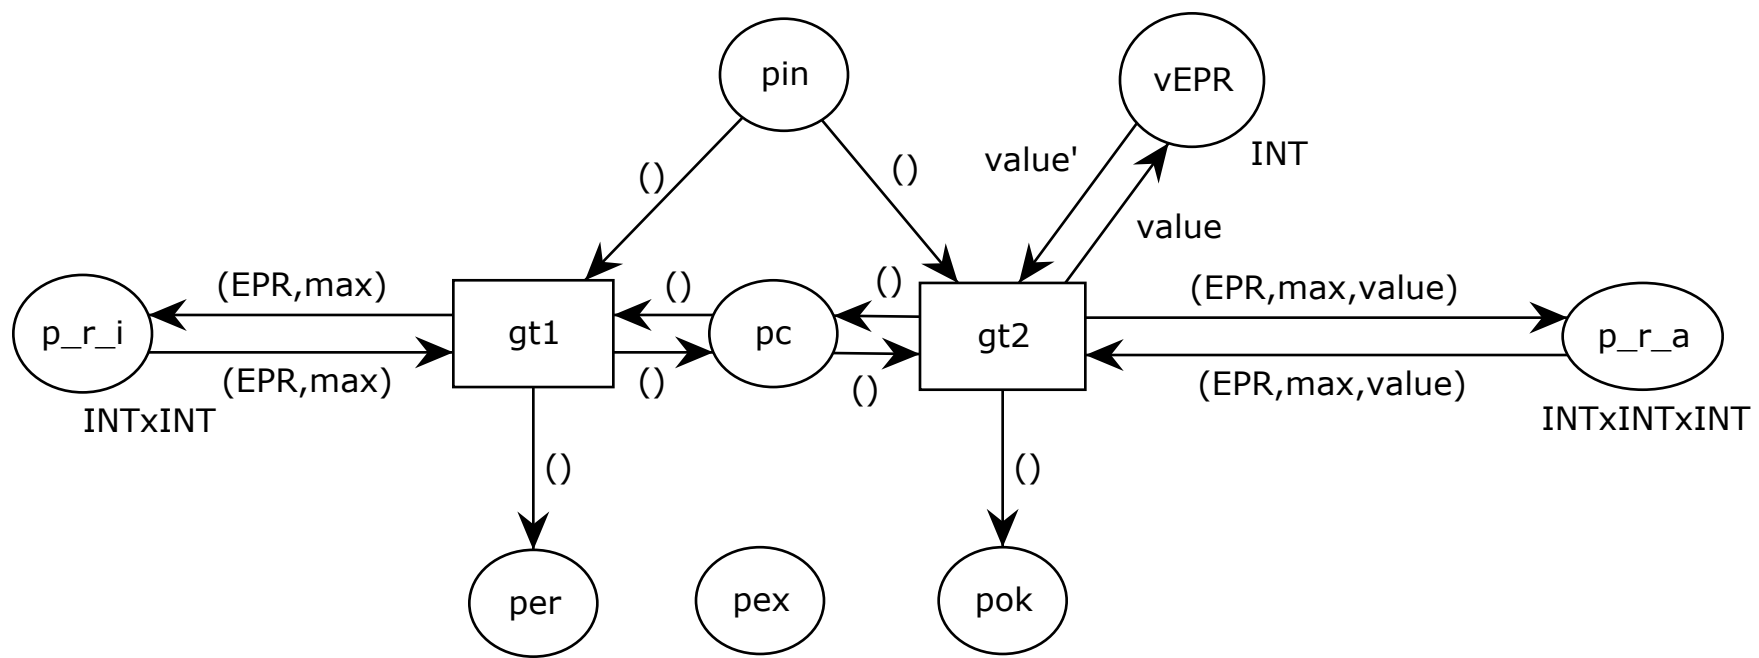 pin
vEPR
INT
value'
()
()
value
(EPR,max)
()
()
(EPR,max,value)
p_r_i
gt1
pc
gt2
p_r_a
(EPR,max)
()
()
(EPR,max,value)
INTxINT
INTxINTxINT
()
()
per
pex
pok